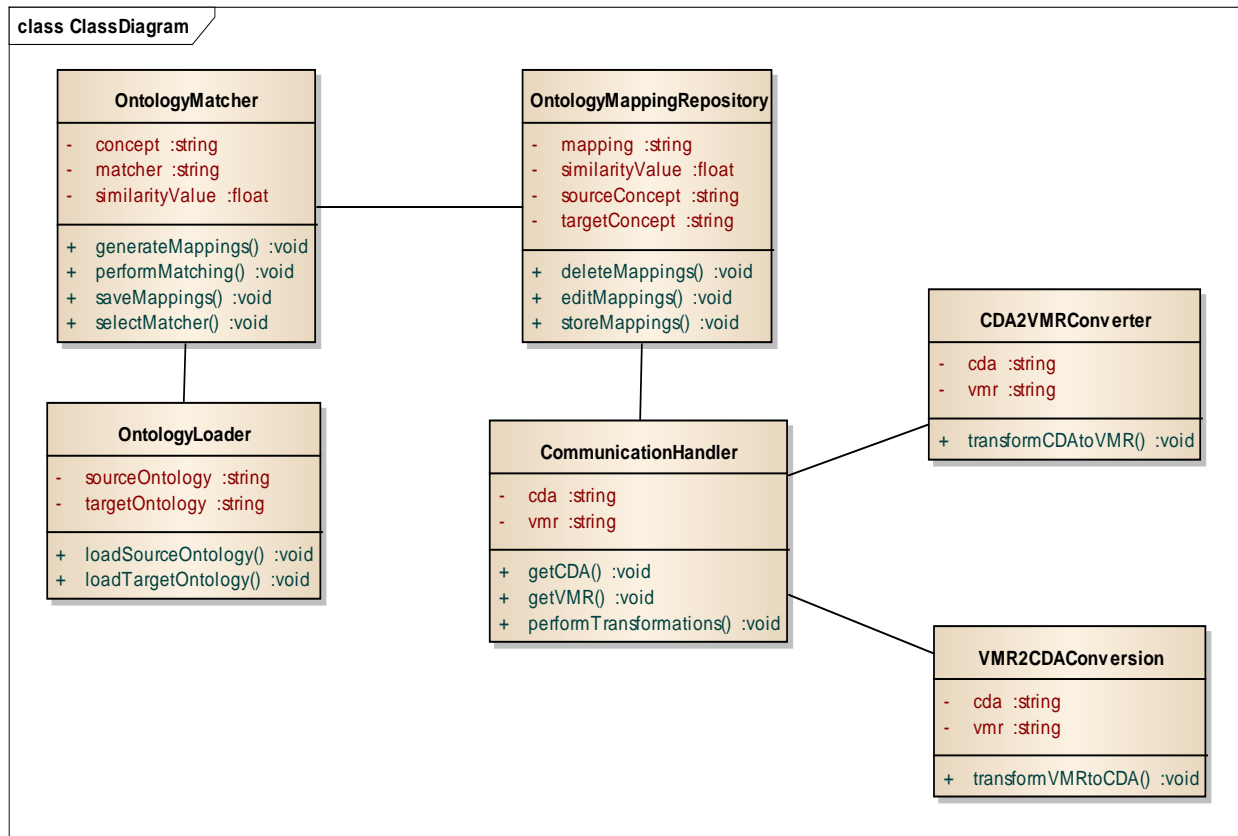 class ClassDiagram
OntologyMatcher
- concept :string
- matcher :string
- similarityValue :float
+ generateMappings() :void
+ performMatching() :void
+ saveMappings() :void
+ selectMatcher() :void
OntologyMappingRepository
- mapping :string
- similarityValue :float
- sourceConcept :string
- targetConcept :string
+ deleteMappings() :void
+ editMappings() :void
+ storeMappings() :void
OntologyLoader
- sourceOntology :string
- targetOntology :string
+ loadSourceOntology() :void
+ loadTargetOntology() :void
CommunicationHandler
- cda :string
- vmr :string
+ getCDA() :void
+ getVMR() :void
+ performTransformations() :void
CDA2VMRConverter
- cda :string
- vmr :string
+ transformCDAtoVMR() :void
VMR2CDAConversion
- cda :string
- vmr :string
+ transformVMRtoCDA() :void